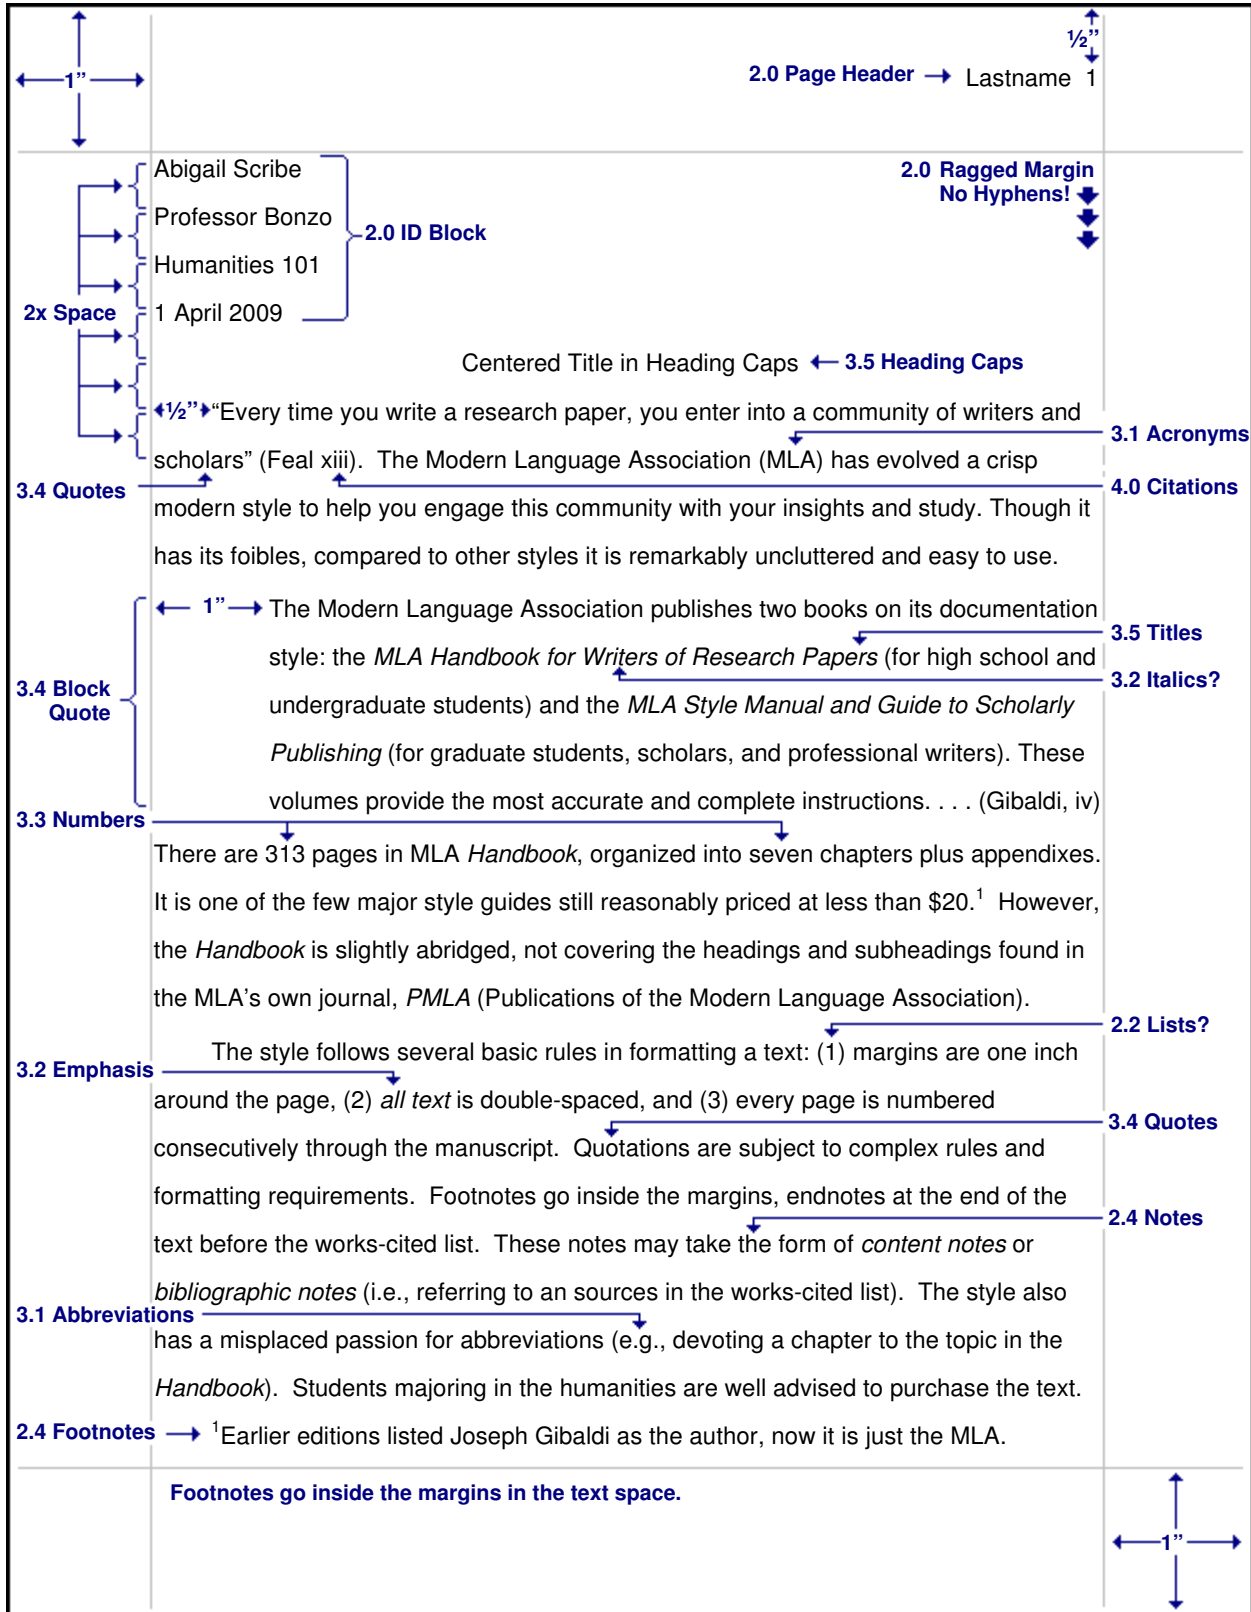 ½”
1”
2.0 Page Header Lastname 1
Abigail Scribe
2.0 Ragged Margin
No Hyphens!
Professor Bonzo
2.0 ID Block
Humanities 101
2x Space 1 April 2009
Centered Title in Heading Caps 3.5 Heading Caps
½” “Every time you write a research paper, you enter into a community of writers and
3.1 Acronyms
scholars” (Feal xiii).  The Modern Language Association (MLA) has evolved a crisp
3.4 Quotes 4.0 Citations
modern style to help you engage this community with your insights and study. Though it
has its foibles, compared to other styles it is remarkably uncluttered and easy to use.
1” The Modern Language Association publishes two books on its documentation
3.5 Titles
style: the MLA Handbook for Writers of Research Papers (for high school and
3.2 Italics?
3.4 Block
Quote
undergraduate students) and the MLA Style Manual and Guide to Scholarly
Publishing (for graduate students, scholars, and professional writers). These
volumes provide the most accurate and complete instructions. . . . (Gibaldi, iv)
3.3 Numbers
There are 313 pages in MLA Handbook, organized into seven chapters plus appendixes.
It is one of the few major style guides still reasonably priced at less than $20.1  However,
the Handbook is slightly abridged, not covering the headings and subheadings found in
the MLA’s own journal, PMLA (Publications of the Modern Language Association).
2.2 Lists?
The style follows several basic rules in formatting a text: (1) margins are one inch
3.2 Emphasis
around the page, (2) all text is double-spaced, and (3) every page is numbered
3.4 Quotes
consecutively through the manuscript.  Quotations are subject to complex rules and
formatting requirements.  Footnotes go inside the margins, endnotes at the end of the
2.4 Notes
text before the works-cited list.  These notes may take the form of content notes or
bibliographic notes (i.e., referring to an sources in the works-cited list).  The style also
3.1 Abbreviations
has a misplaced passion for abbreviations (e.g., devoting a chapter to the topic in the
Handbook).  Students majoring in the humanities are well advised to purchase the text.
2.4 Footnotes 1Earlier editions listed Joseph Gibaldi as the author, now it is just the MLA.
Footnotes go inside the margins in the text space.
1”